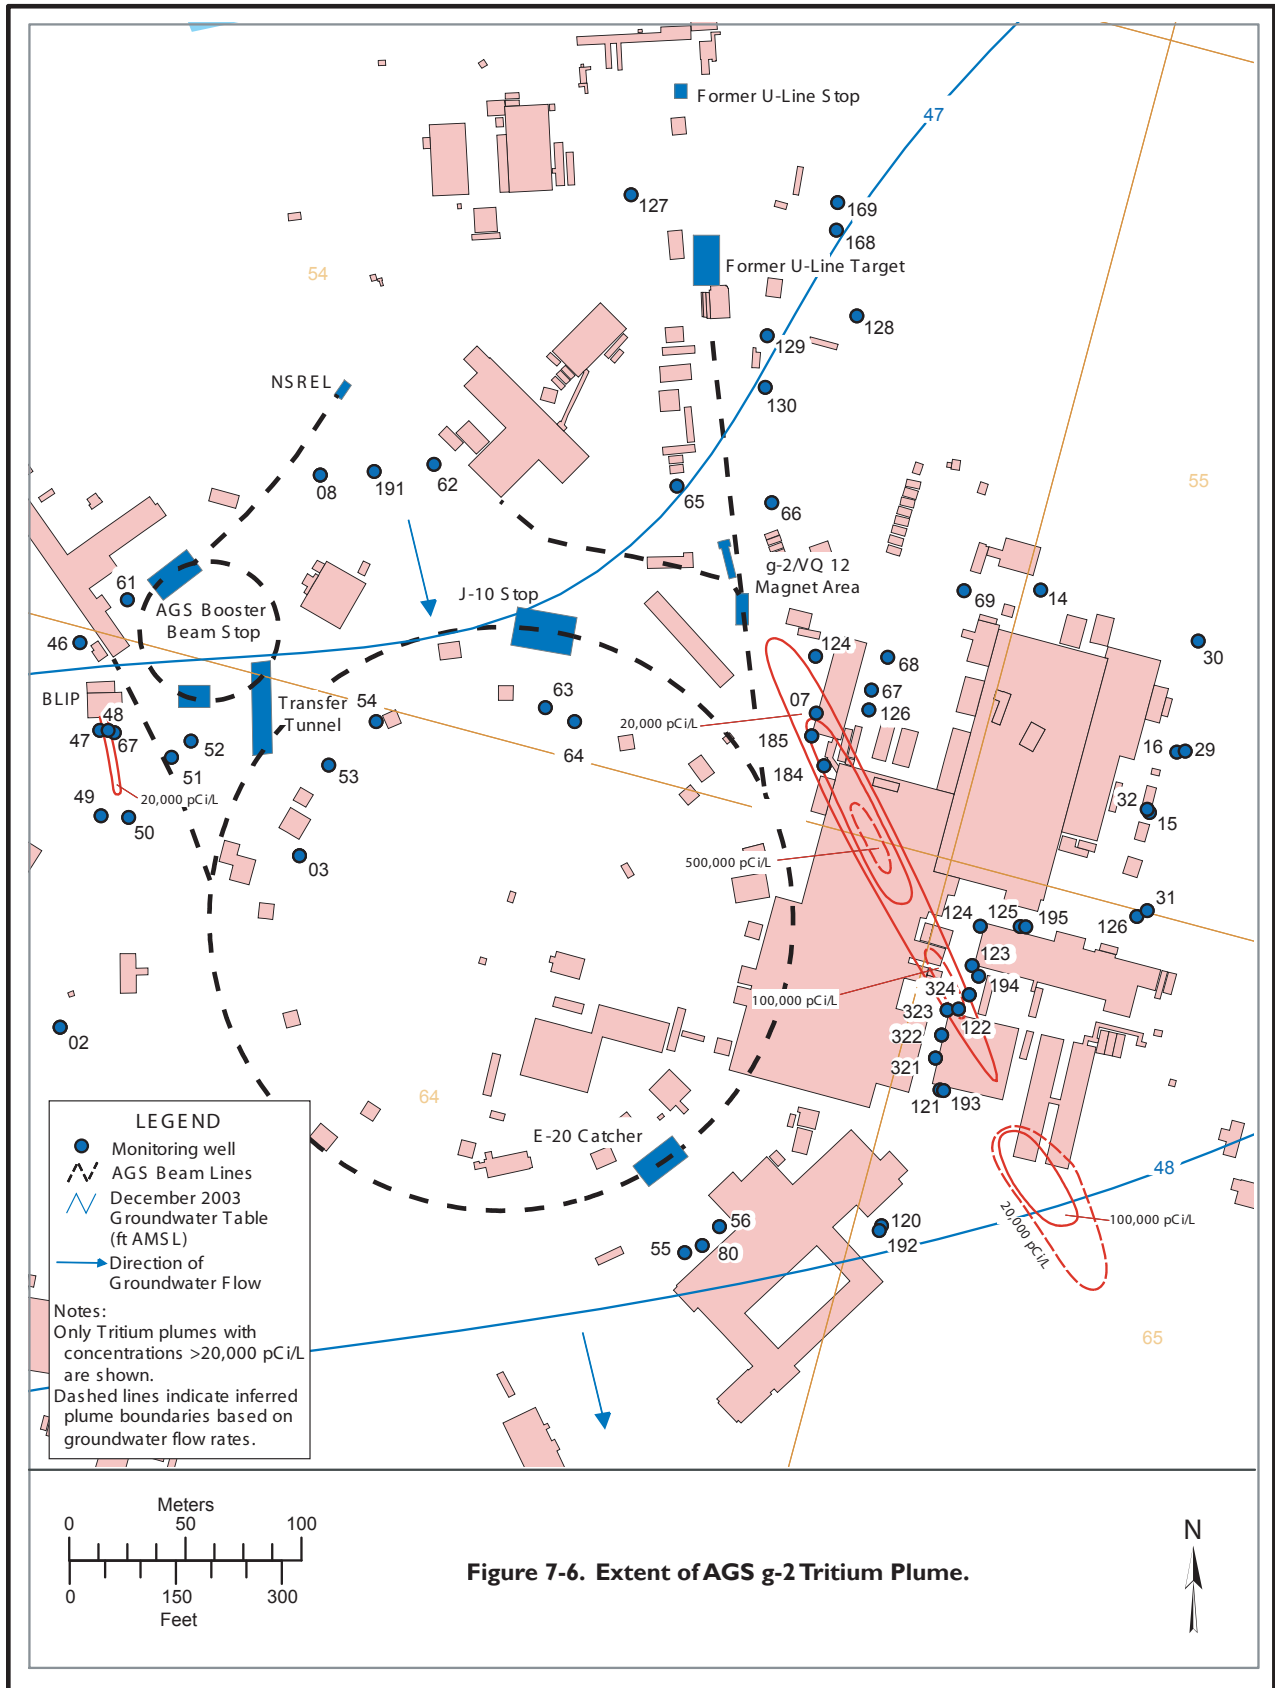 Former U-Line Stop
47
127
169
168
54
Former U-Line Target
128
129
130
NSREL
08
191
62
65
66
55
g-2/VQ 12
Magnet Area
J-10 Stop
61
AGS Booster
Beam Stop
69
14
46
124
68
30
BLIP
Transfer
Tunnel
54
63
07
67
126
20,000 pCi/L
48
47
67
52
185
64
16
29
51
53
184
20,000 pCi/L
49
50
32
15
03
500,000 pCi/L
31
124
125
195
126
123
194
324
100,000 pCi/L
323
122
02
322
321
64
121
193
E-20 Catcher
48
20,000 pCi/L
100,000 pCi/L
56
120
55
80
192
65
LEGEND
Monitoring well
AGS Beam Lines
December 2003
Groundwater Table
(ft AMSL)
Direction of
Groundwater Flow
Notes:
Only Tritium plumes with
concentrations >20,000 pCi/L
are shown.
Dashed lines indicate inferred
plume boundaries based on
groundwater flow rates.
Meters
0 50 100
0 150 300
Feet
Figure 7-6. Extent of AGS g-2 Tritium Plume.
N